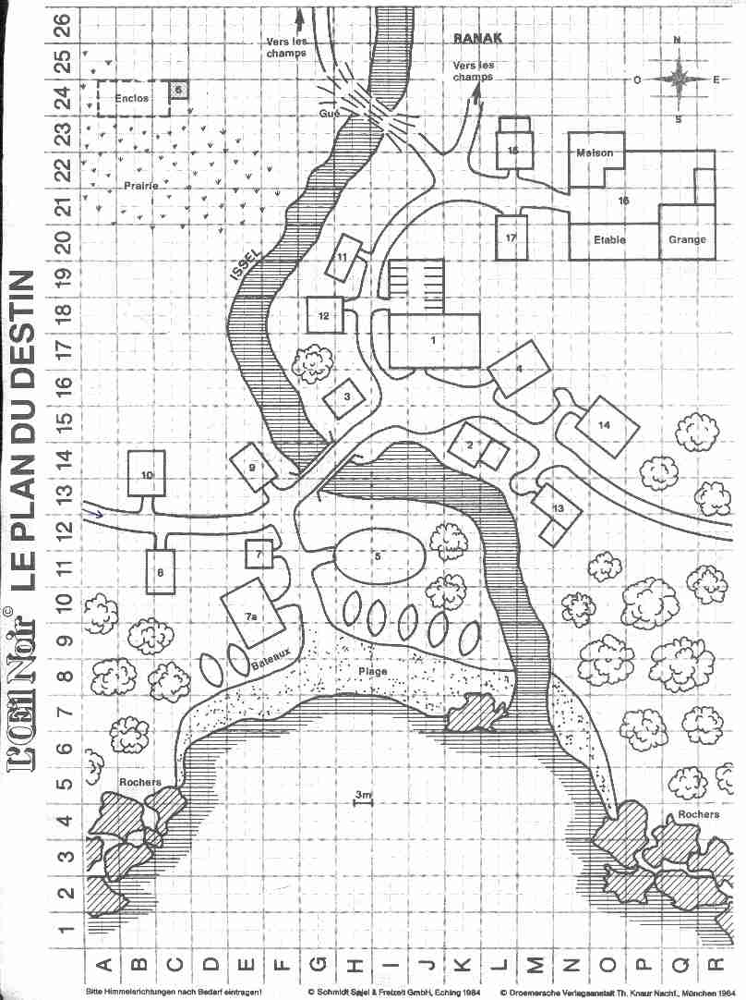 L'Œil Noir© LE PLAN DU DESTIN
26
25
24
23
22
21
20
19
18
17
16
15
14
13
12
11
10
9
8
7
6
5
4
3
2
1
Vers les
champs
RANAK
Vers les
champs
N
O
E
S
6
Enclos
Gué
15
Maison
Prairie
16
17
Etable
Grange
11
ISSEL
12
1
4
3
14
2
10
9
13
7
5
8
7a
Bateaux
Plage
Rochers
3m
Rochers
A B C D E F G H I J K L M N O P Q R
Bitte Himmelsrichtungen nach Bedarf eintragen!
© Schmidt Spiel & Freizeit GmbH, Eching 1984
© Droemersche Verlagsanstalt Th. Knaur Nachf., München 1984